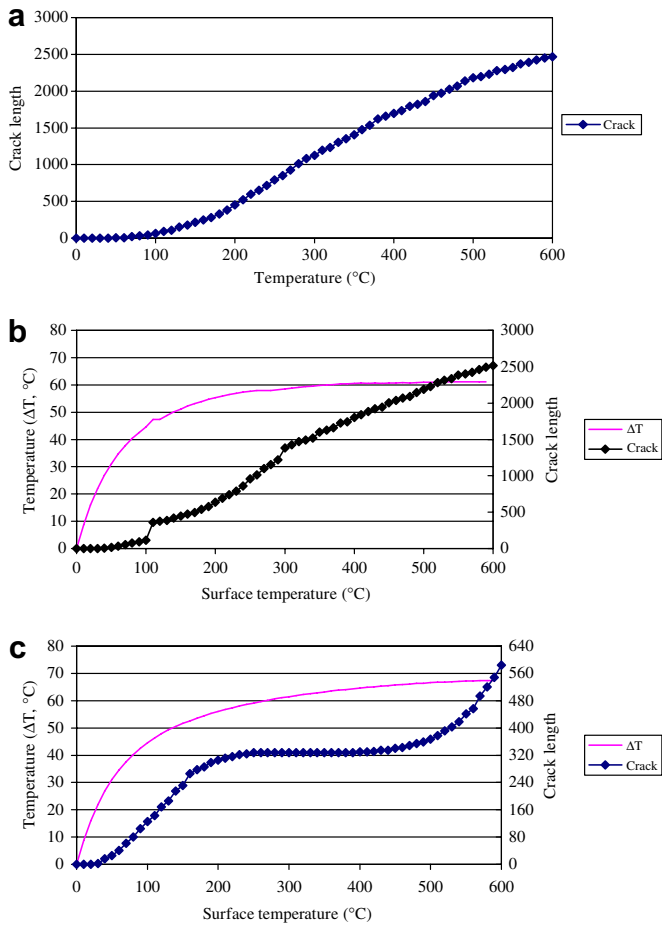 a
3000
2500
2000
1500
1000
500
0
Crack length
0 100 200 300 400 500 600
Temperature (°C)
Crack
b
80
70
60
50
40
30
20
10
0
Temperature (ΔT, °C)
3000
2500
2000
1500
1000
500
0
Crack length
0 100 200 300 400 500 600
Surface temperature (°C)
ΔT
Crack
c
80
70
60
50
40
30
20
10
0
Temperature (ΔT, °C)
640
560
480
400
320
240
160
80
0
Crack length
0 100 200 300 400 500 600
Surface temperature (°C)
ΔT
Crack